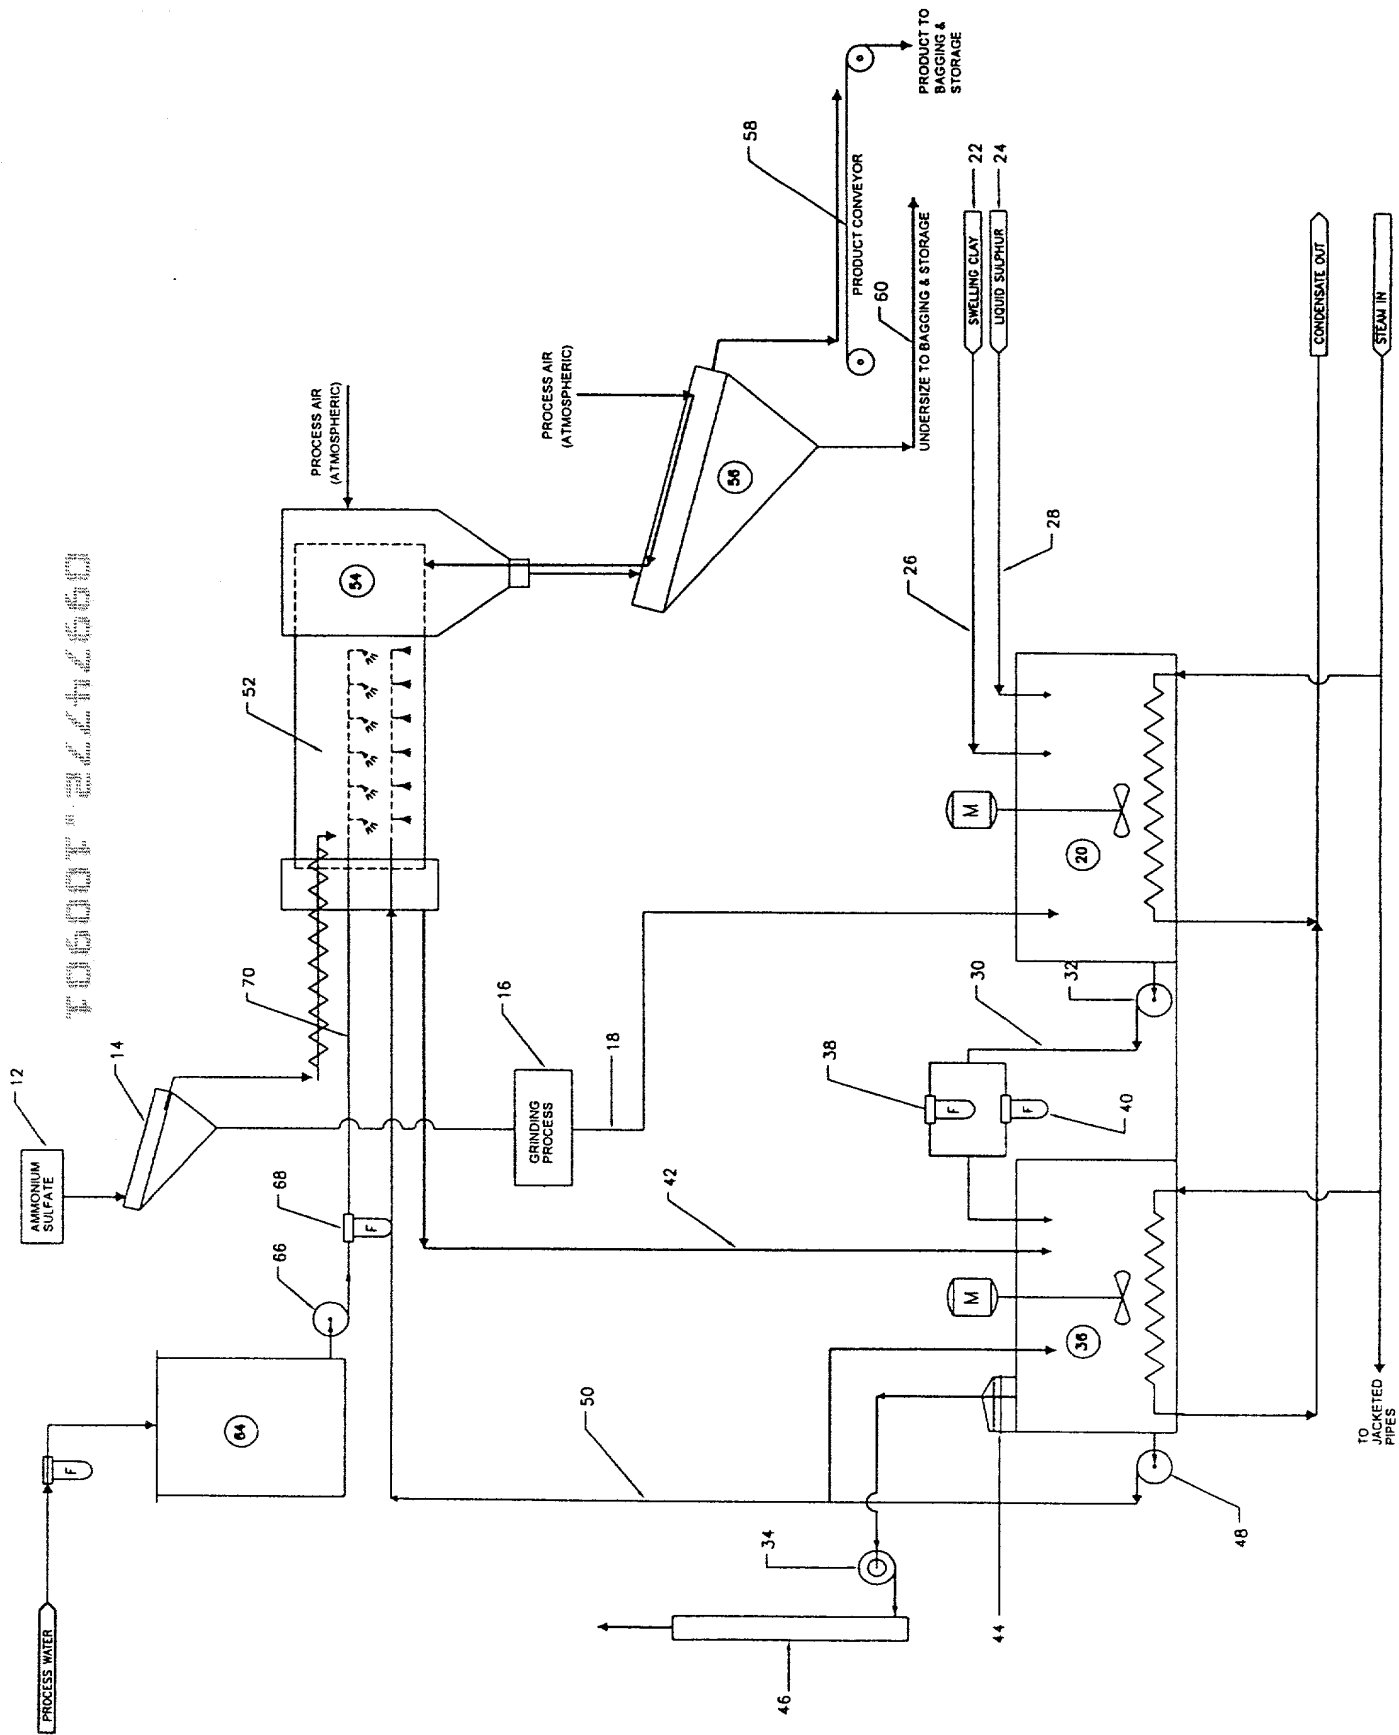 PROCESS WATER
F
64
66
68
F
12
AMMONIUM
SULFATE
14
70
52
54
PROCESS AIR
(ATMOSPHERIC)
16
GRINDING
PROCESS
18
PROCESS AIR
(ATMOSPHERIC)
56
58
PRODUCT CONVEYOR
PRODUCT TO
BAGGING &
STORAGE
60
UNDERSIZE TO BAGGING & STORAGE
46
34
50
42
38
F
40
F
30
32
26
28
SWELLING CLAY
22
LIQUID SULPHUR
24
44
M
36
M
20
48
CONDENSATE OUT
STEAM IN
TO
JACKETED
PIPES